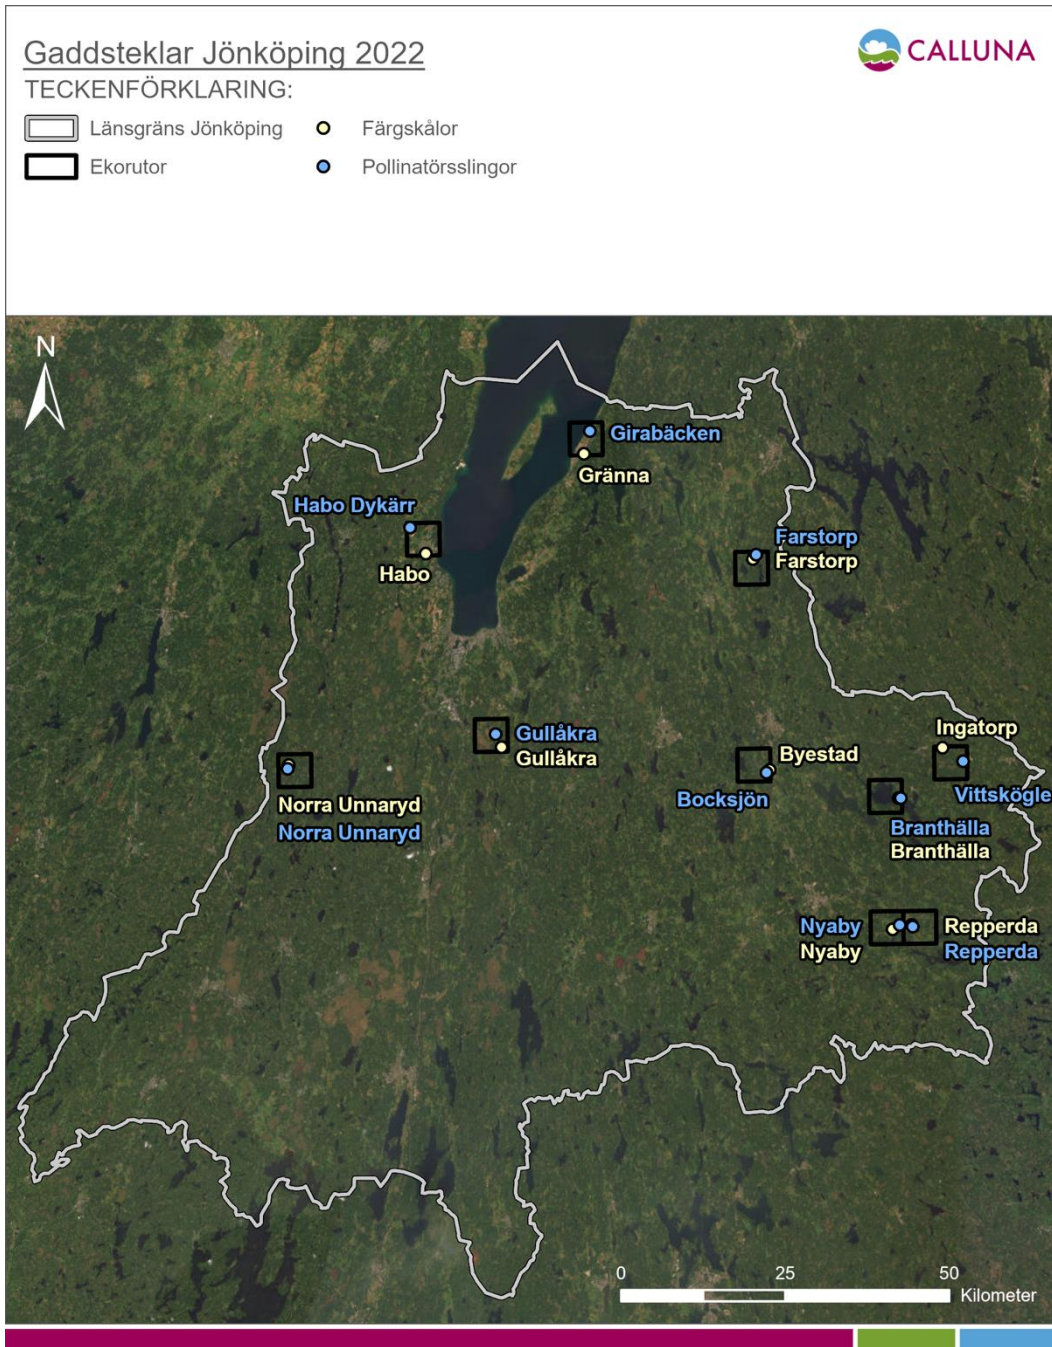 Gaddsteklar Jönköping 2022
CALLUNA
TECKENFÖRKLARING:
Länsgräns Jönköping
Färgskålor
Ekorutor
Pollinatörsslingor
N
Girabäcken
Gränna
Habo Dykärr
Habo
Farstorp
Farstorp
Gullåkra
Gullåkra
Ingatorp
Byestad
Bocksjön
Vittskögle
Norra Unnaryd
Norra Unnaryd
Branthälla
Branthälla
Nyaby
Nyaby
Repperda
Repperda
0 25 50
Kilometer